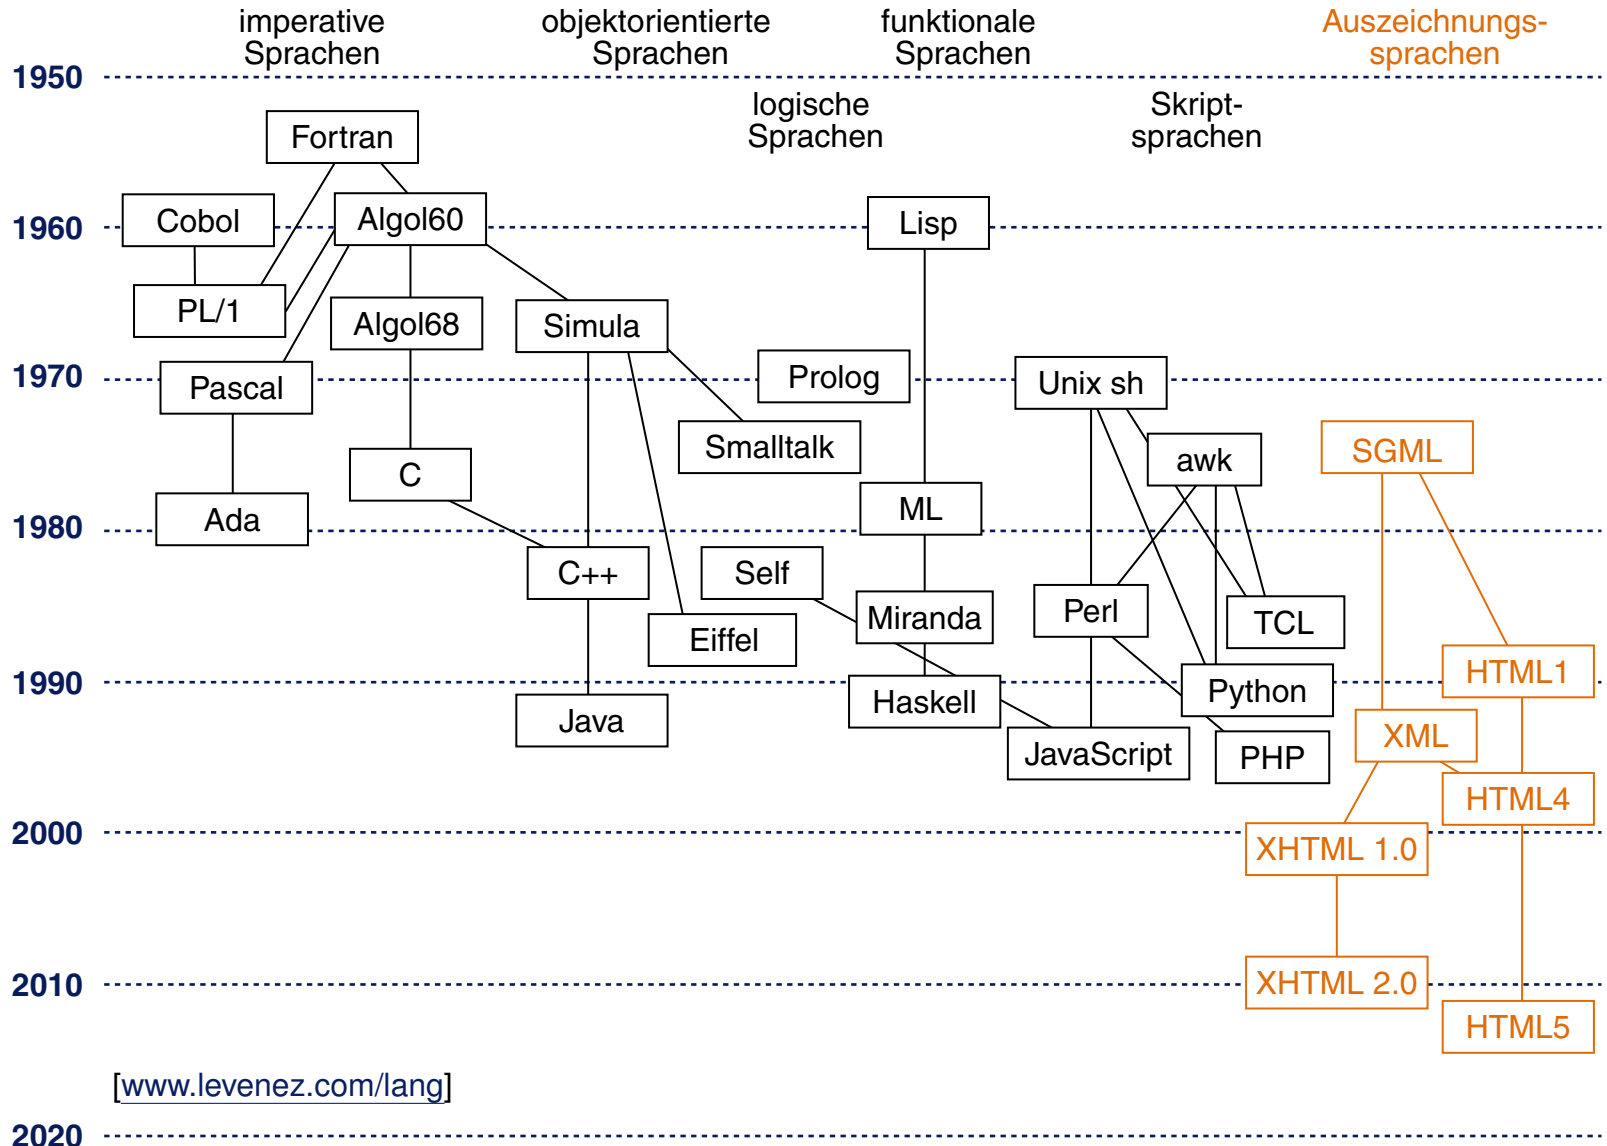 imperative
Sprachen
objektorientierte
Sprachen
funktionale
Sprachen
Auszeichnungs-
sprachen
1950
logische
Sprachen
Skript-
sprachen
Fortran
Cobol
Algol60
Lisp
1960
PL/1
Algol68
Simula
Prolog
Unix sh
1970
Pascal
Smalltalk
awk
SGML
C
ML
Ada
1980
C++
Self
Miranda
Perl
TCL
Eiffel
HTML1
1990
Python
Haskell
Java
XML
JavaScript
PHP
HTML4
2000
XHTML 1.0
2010
XHTML 2.0
HTML5
[www.levenez.com/lang]
2020